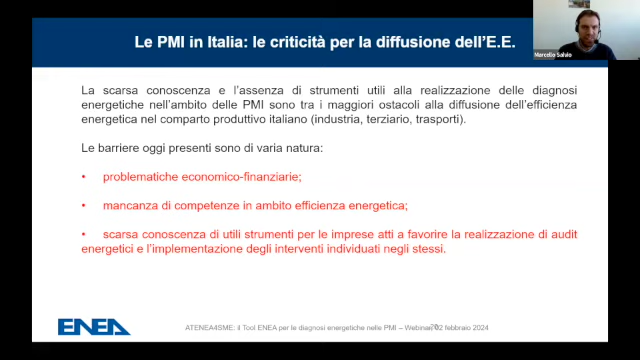 Le PMI in Italia: le criticità per la diffusione dell'E.E.
Marcello Salvio
La scarsa conoscenza e l'assenza di strumenti utili alla realizzazione delle diagnosi
energetiche nell'ambito delle PMI sono tra i maggiori ostacoli alla diffusione dell'efficienza
energetica nel comparto produttivo italiano (industria, terziario, trasporti).
Le barriere oggi presenti sono di varia natura:
• problematiche economico-finanziarie;
• mancanza di competenze in ambito efficienza energetica;
• scarsa conoscenza di utili strumenti per le imprese atti a favorire la realizzazione di audit
energetici e l'implementazione degli interventi individuati negli stessi.
ENEA
ATENEA4SME: il Tool ENEA per le diagnosi energetiche nelle PMI – Webinar 02 febbraio 2024